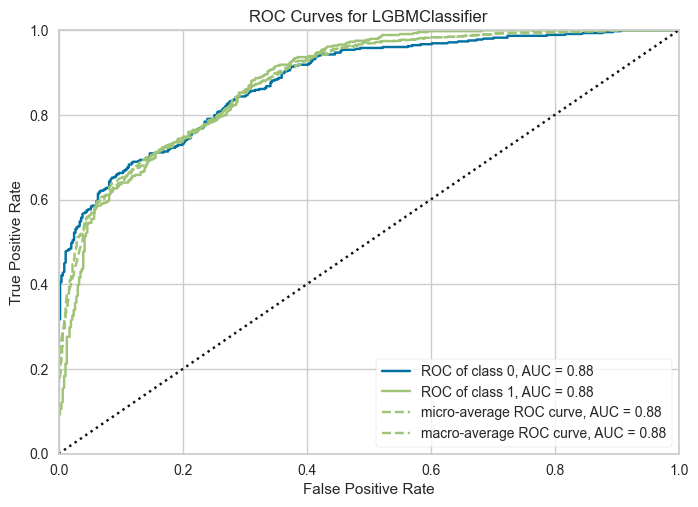 ROC Curves for LGBMClassifier
True Positive Rate
1.0
0.8
0.6
0.4
0.2
0.0
ROC of class 0, AUC = 0.88
ROC of class 1, AUC = 0.88
micro-average ROC curve, AUC = 0.88
macro-average ROC curve, AUC = 0.88
0.0 0.2 0.4 0.6 0.8 1.0
False Positive Rate